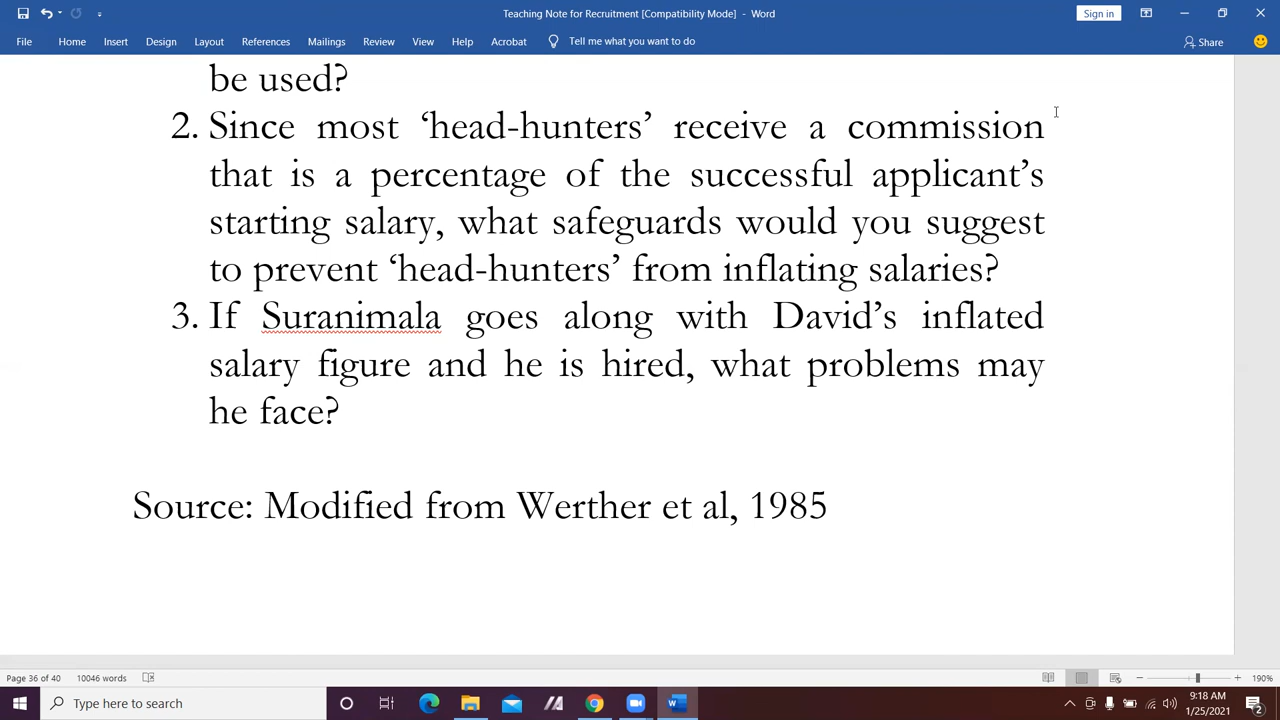 Teaching Note for Recruitment [Compatibility Mode] - Word
Sign in
File Home Insert Design Layout References Mailings Review View Help Acrobat Tell me what you want to do Share
be used?
2. Since most ‘head-hunters’ receive a commission
that is a percentage of the successful applicant’s
starting salary, what safeguards would you suggest
to prevent ‘head-hunters’ from inflating salaries?
3. If Suranimala goes along with David’s inflated
salary figure and he is hired, what problems may
he face?
Source: Modified from Werther et al, 1985
Page 36 of 40 10046 words 190%
Type here to search
9:18 AM
1/25/2021
2